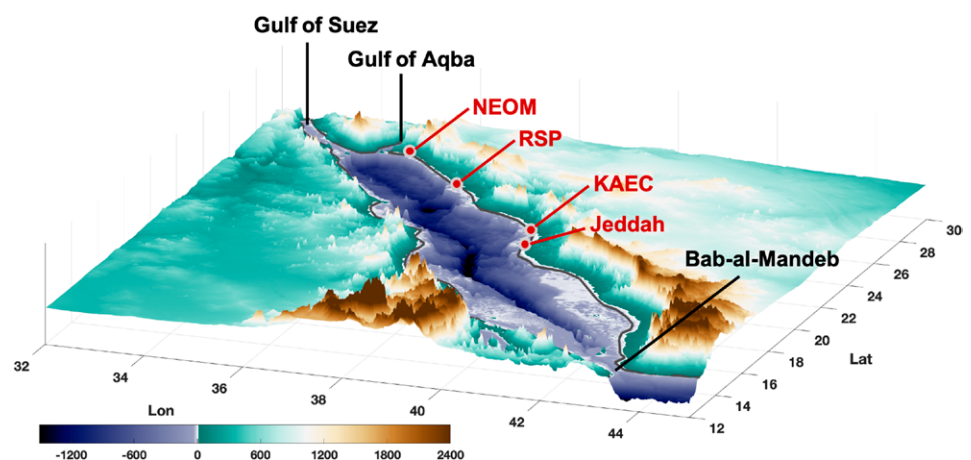 Gulf of Suez
Gulf of Aqba
NEOM
RSP
KAEC
Jeddah
Bab-al-Mandeb
30
28
26
24
22
20
18
16
14
12
Lat
32
34
36
38
40
42
44
Lon
-1200 -600 0 600 1200 1800 2400